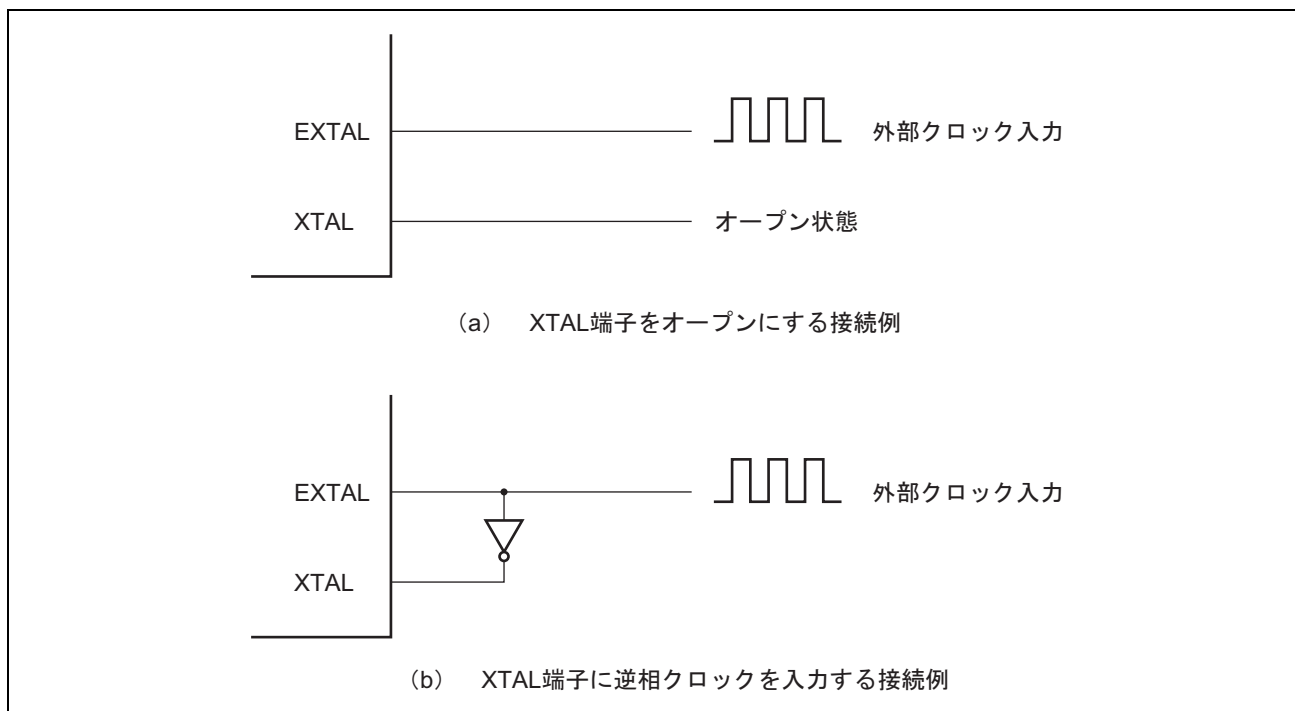 EXTAL
外部クロック入力
XTAL
オープン状態
（a） XTAL端子をオープンにする接続例
EXTAL
外部クロック入力
XTAL
（b） XTAL端子に逆相クロックを入力する接続例